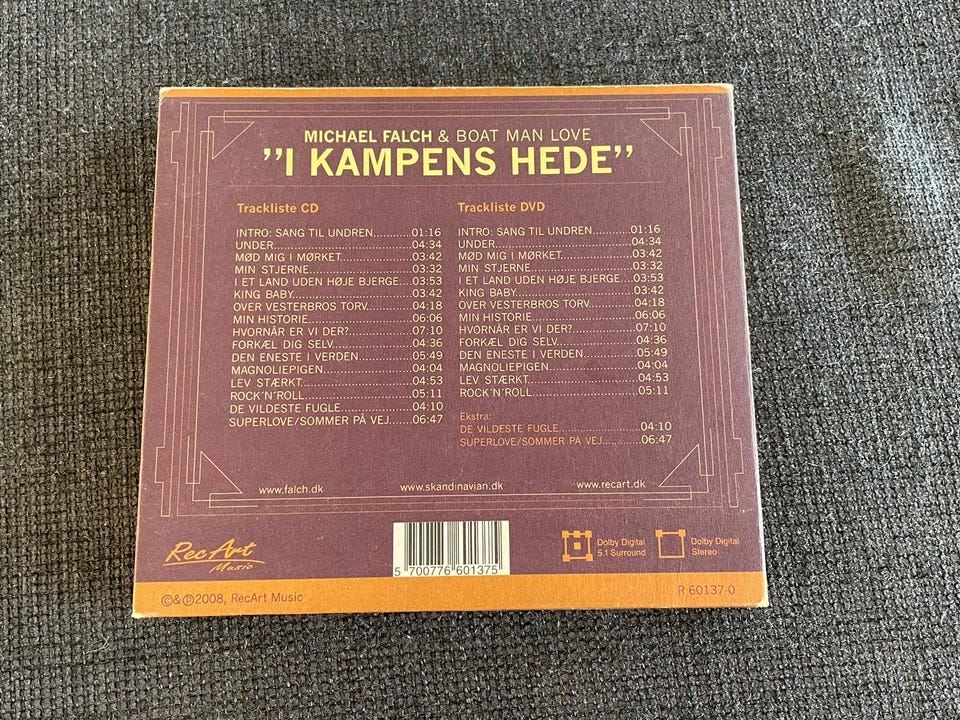 MICHAEL FALCH & BOAT MAN LOVE
”I KAMPENS HEDE”
Trackliste CD
INTRO: SANG TIL UNDREN...........01:16
UNDER.......................................04:34
MØD MIG I MØRKET....................03:42
MIN STJERNE..............................03:32
I ET LAND UDEN HØJE BJERGE....03:53
KING BABY..................................03:42
OVER VESTERBROS TORV............04:18
MIN HISTORIE.............................06:06
HVORNÅR ER VI DER?..................07:10
FORKÆL DIG SELV.......................04:36
DEN ENESTE I VERDEN................05:49
MAGNOLIEPIGEN.........................04:04
LEV STÆRKT................................04:53
ROCK´N´ROLL..............................05:11
DE VILDESTE FUGLE.....................04:10
SUPERLOVE/SOMMER PÅ VEJ......06:47
Trackliste DVD
INTRO: SANG TIL UNDREN...........01:16
UNDER.......................................04:34
MØD MIG I MØRKET....................03:42
MIN STJERNE..............................03:32
I ET LAND UDEN HØJE BJERGE....03:53
KING BABY..................................03:42
OVER VESTERBROS TORV............04:18
MIN HISTORIE.............................06:06
HVORNÅR ER VI DER?..................07:10
FORKÆL DIG SELV.......................04:36
DEN ENESTE I VERDEN................05:49
MAGNOLIEPIGEN.........................04:04
LEV STÆRKT................................04:53
ROCK´N´ROLL..............................05:11
Ekstra:
DE VILDESTE FUGLE.....................04:10
SUPERLOVE/SOMMER PÅ VEJ..........06:47
www.falch.dk www.skandinavian.dk www.recart.dk
RecArt
Music
5 700776 601375
Dolby Digital
5.1 Surround
Dolby Digital
Stereo
©&℗2008, RecArt Music
R 60137-0